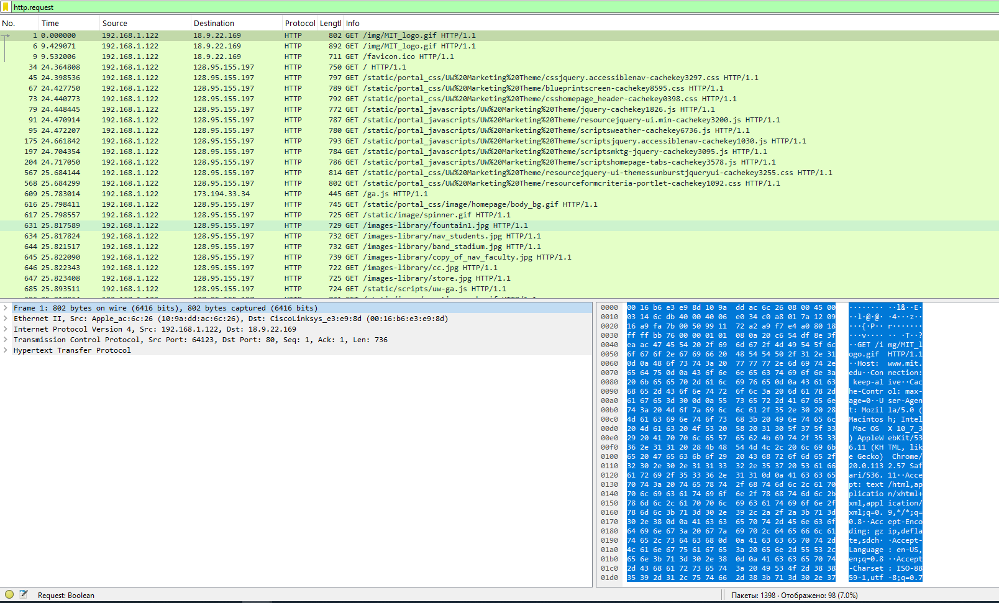 http.request
No. Time Source Destination Protocol Lengtl Info
1 0.000000 192.168.1.122 18.9.22.169 HTTP 802 GET /img/MIT_logo.gif HTTP/1.1
6 9.429071 192.168.1.122 18.9.22.169 HTTP 892 GET /img/MIT_logo.gif HTTP/1.1
9 9.532006 192.168.1.122 18.9.22.169 HTTP 711 GET /favicon.ico HTTP/1.1
34 24.364808 192.168.1.122 128.95.155.197 HTTP 750 GET / HTTP/1.1
45 24.398536 192.168.1.122 128.95.155.197 HTTP 797 GET /static/portal_css/UW%20Marketing%20Theme/cssjquery.accessiblenav-cachekey3297.css HTTP/1.1
67 24.427750 192.168.1.122 128.95.155.197 HTTP 789 GET /static/portal_css/UW%20Marketing%20Theme/blueprintscreen-cachekey8595.css HTTP/1.1
73 24.440773 192.168.1.122 128.95.155.197 HTTP 792 GET /static/portal_css/UW%20Marketing%20Theme/csshomepage_header-cachekey0398.css HTTP/1.1
79 24.448445 192.168.1.122 128.95.155.197 HTTP 772 GET /static/portal_javascripts/UW%20Marketing%20Theme/jquery-cachekey1826.js HTTP/1.1
91 24.470914 192.168.1.122 128.95.155.197 HTTP 787 GET /static/portal_javascripts/UW%20Marketing%20Theme/resourcejquery-ui.min-cachekey3200.js HTTP/1.1
95 24.472207 192.168.1.122 128.95.155.197 HTTP 780 GET /static/portal_javascripts/UW%20Marketing%20Theme/scriptsweather-cachekey6736.js HTTP/1.1
175 24.661842 192.168.1.122 128.95.155.197 HTTP 793 GET /static/portal_javascripts/UW%20Marketing%20Theme/scriptsjquery.accessiblenav-cachekey1030.js HTTP/1.1
197 24.704354 192.168.1.122 128.95.155.197 HTTP 784 GET /static/portal_javascripts/UW%20Marketing%20Theme/scriptsmktg-jquery-cachekey3095.js HTTP/1.1
204 24.717050 192.168.1.122 128.95.155.197 HTTP 786 GET /static/portal_javascripts/UW%20Marketing%20Theme/scriptshomepage-tabs-cachekey3578.js HTTP/1.1
567 25.684144 192.168.1.122 128.95.155.197 HTTP 814 GET /static/portal_css/UW%20Marketing%20Theme/resourcejquery-ui-themessunburstjqueryui-cachekey3255.css HTTP/1.1
568 25.684299 192.168.1.122 128.95.155.197 HTTP 802 GET /static/portal_css/UW%20Marketing%20Theme/resourceformcriteria-portlet-cachekey1092.css HTTP/1.1
609 25.783014 192.168.1.122 173.194.33.34 HTTP 445 GET /ga.js HTTP/1.1
616 25.798411 192.168.1.122 128.95.155.197 HTTP 745 GET /static/portal_css/image/homepage/body_bg.gif HTTP/1.1
617 25.798557 192.168.1.122 128.95.155.197 HTTP 725 GET /static/image/spinner.gif HTTP/1.1
631 25.817589 192.168.1.122 128.95.155.197 HTTP 729 GET /images-library/fountain1.jpg HTTP/1.1
634 25.817824 192.168.1.122 128.95.155.197 HTTP 732 GET /images-library/nav_students.jpg HTTP/1.1
644 25.821517 192.168.1.122 128.95.155.197 HTTP 732 GET /images-library/band_stadium.jpg HTTP/1.1
645 25.822090 192.168.1.122 128.95.155.197 HTTP 739 GET /images-library/copy_of_nav_faculty.jpg HTTP/1.1
646 25.822343 192.168.1.122 128.95.155.197 HTTP 722 GET /images-library/cc.jpg HTTP/1.1
647 25.823408 192.168.1.122 128.95.155.197 HTTP 725 GET /images-library/store.jpg HTTP/1.1
685 25.893511 192.168.1.122 128.95.155.197 HTTP 724 GET /static/scripts/uw-ga.js HTTP/1.1
Frame 1: 802 bytes on wire (6416 bits), 802 bytes captured (6416 bits)
Ethernet II, Src: Apple_ac:6c:26 (10:9a:dd:ac:6c:26), Dst: CiscoLinksys_e3:e9:8d (00:16:b6:e3:e9:8d)
Internet Protocol Version 4, Src: 192.168.1.122, Dst: 18.9.22.169
Transmission Control Protocol, Src Port: 64123, Dst Port: 80, Seq: 1, Ack: 1, Len: 736
Hypertext Transfer Protocol
0000 00 16 b6 e3 e9 8d 10 9a dd ac 6c 26 08 00 45 00 ········ ··l&··E·
0010 03 14 6c db 40 00 40 06 e0 34 c0 a8 01 7a 12 09 ··l·@·@· ·4···z··
0020 16 a9 fa 7b 00 50 99 11 72 a2 a9 f7 e4 a0 80 18 ···{·P·· r·······
0030 ff ff bb 76 00 00 01 01 08 0a 20 c6 54 df 8e 3f ···v···· ·· ·T··?
0040 ea ac 47 45 54 20 2f 69 6d 67 2f 4d 49 54 5f 6c ··GET /i mg/MIT_l
0050 6f 67 6f 2e 67 69 66 20 48 54 54 50 2f 31 2e 31 ogo.gif HTTP/1.1
0060 0d 0a 48 6f 73 74 3a 20 77 77 77 2e 6d 69 74 2e ··Host: www.mit.
0070 65 64 75 0d 0a 43 6f 6e 6e 65 63 74 69 6f 6e 3a edu··Con nection:
0080 20 6b 65 65 70 2d 61 6c 69 76 65 0d 0a 43 61 63 keep-al ive··Cac
0090 68 65 2d 43 6f 6e 74 72 6f 6c 3a 20 6d 61 78 2d he-Contr ol: max-
00a0 61 67 65 3d 30 0d 0a 55 73 65 72 2d 41 67 65 6e age=0··U ser-Agen
00b0 74 3a 20 4d 6f 7a 69 6c 6c 61 2f 35 2e 30 20 28 t: Mozil la/5.0 (
00c0 4d 61 63 69 6e 74 6f 73 68 3b 20 49 6e 74 65 6c Macintos h; Intel
00d0 20 4d 61 63 20 4f 53 20 58 20 31 30 5f 37 5f 33 Mac OS X 10_7_3
00e0 29 20 41 70 70 6c 65 57 65 62 4b 69 74 2f 35 33 ) AppleW ebKit/53
00f0 36 2e 31 31 20 28 4b 48 54 4d 4c 2c 20 6c 69 6b 6.11 (KH TML, lik
0100 65 20 47 65 63 6b 6f 29 20 43 68 72 6f 6d 65 2f e Gecko) Chrome/
0110 32 30 2e 30 2e 31 31 33 32 2e 35 37 20 53 61 66 20.0.113 2.57 Saf
0120 61 72 69 2f 35 33 36 2e 31 31 0d 0a 41 63 63 65 ari/536. 11··Acce
0130 70 74 3a 20 74 65 78 74 2f 68 74 6d 6c 2c 61 70 pt: text /html,ap
0140 70 6c 69 63 61 74 69 6f 6e 2f 78 68 74 6d 6c 2b plicatio n/xhtml+
0150 78 6d 6c 2c 61 70 70 6c 69 63 61 74 69 6f 6e 2f xml,appl ication/
0160 78 6d 6c 3b 71 3d 30 2e 39 2c 2a 2f 2a 3b 71 3d xml;q=0. 9,*/*;q=
0170 30 2e 38 0d 0a 41 63 63 65 70 74 2d 45 6e 63 6f 0.8··Acc ept-Enco
0180 64 69 6e 67 3a 20 67 7a 69 70 2c 64 65 66 6c 61 ding: gz ip,defla
0190 74 65 2c 73 64 63 68 0d 0a 41 63 63 65 70 74 2d te,sdch· ·Accept-
01a0 4c 61 6e 67 75 61 67 65 3a 20 65 6e 2d 55 53 2c Language : en-US,
01b0 65 6e 3b 71 3d 30 2e 38 0d 0a 41 63 63 65 70 74 en;q=0.8 ··Accept
01c0 2d 43 68 61 72 73 65 74 3a 20 49 53 4f 2d 38 38 -Charset : ISO-88
01d0 35 39 2d 31 2c 75 74 66 2d 38 3b 71 3d 30 2e 37 59-1,utf -8;q=0.7
Request: Boolean Пакеты: 1398 · Отображено: 98 (7.0%)